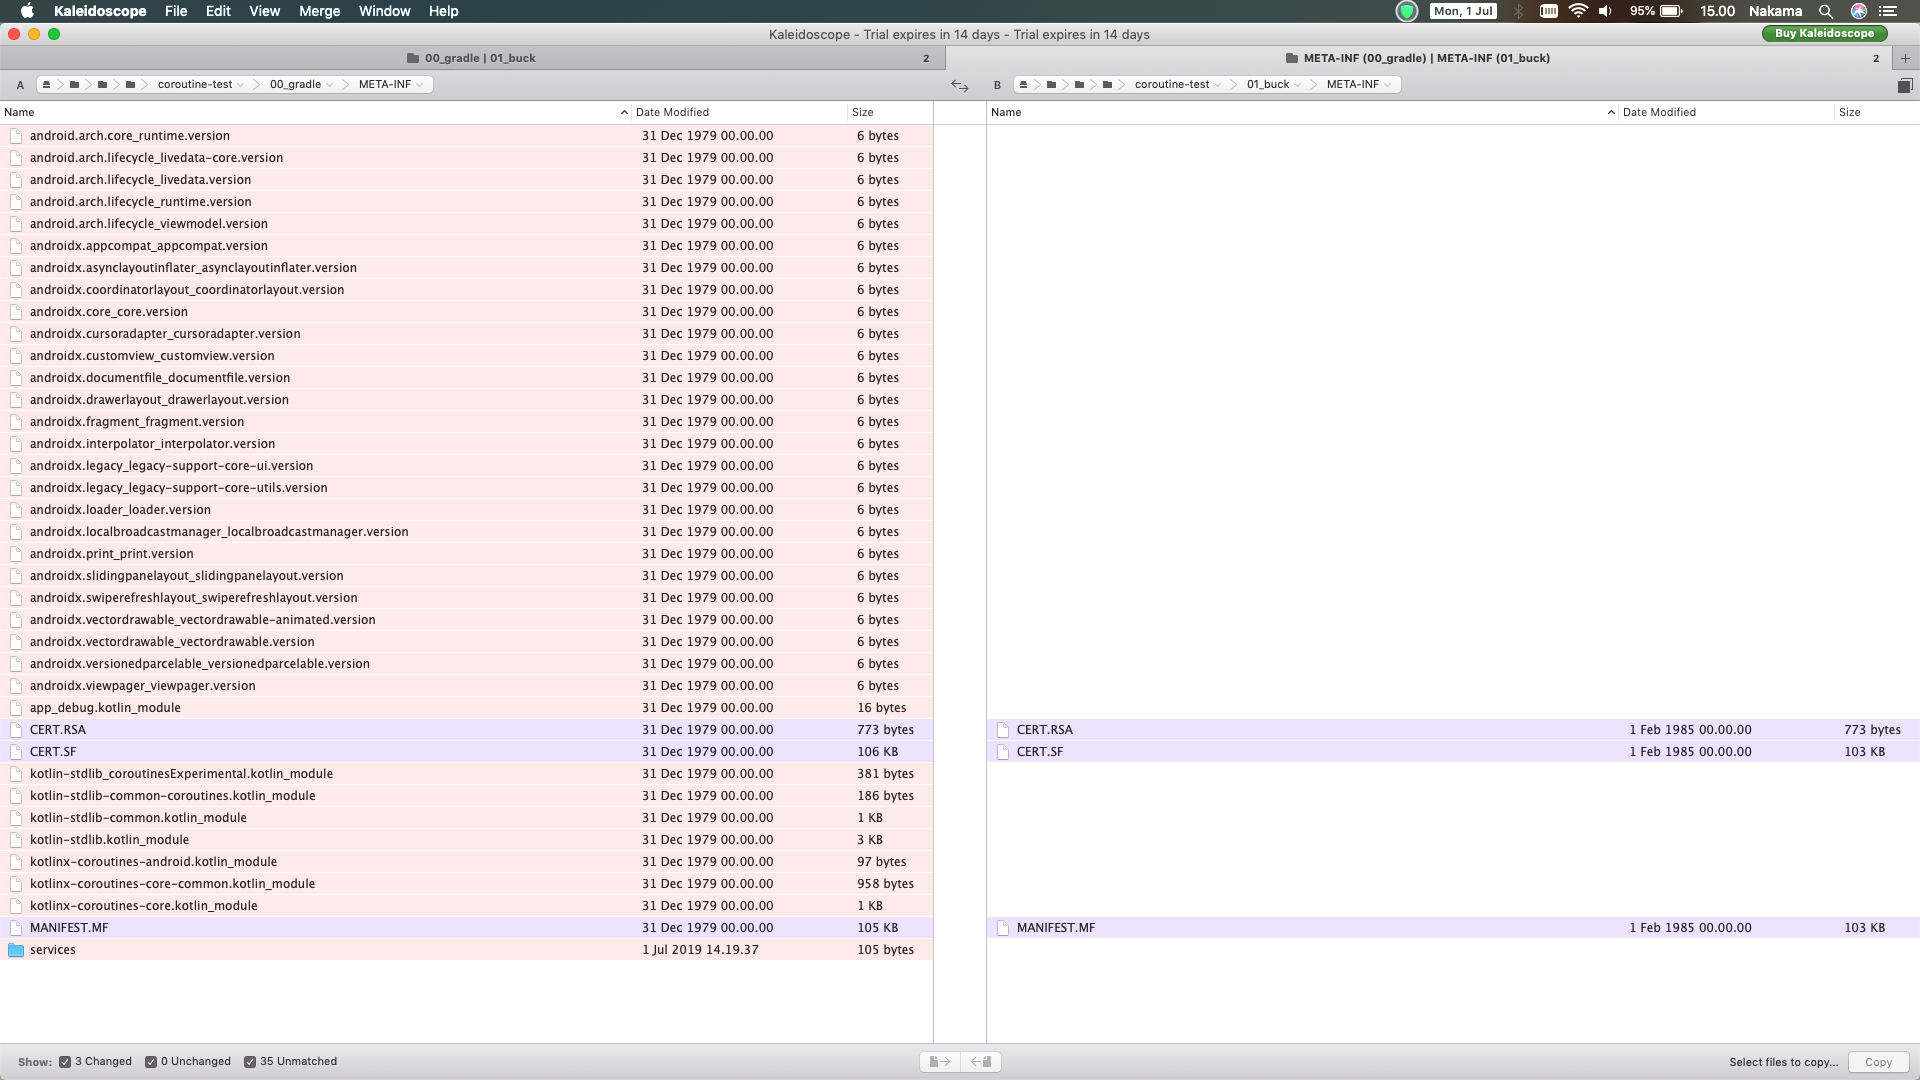 Kaleidoscope File Edit View Merge Window Help Mon, 1 Jul 95% 15.00 Nakama
Kaleidoscope - Trial expires in 14 days - Trial expires in 14 days Buy Kaleidoscope
00_gradle | 01_buck 2 META-INF (00_gradle) | META-INF (01_buck) 2
A coroutine-test 00_gradle META-INF B coroutine-test 01_buck META-INF
Name Date Modified Size Name Date Modified Size
android.arch.core_runtime.version 31 Dec 1979 00.00.00 6 bytes
android.arch.lifecycle_livedata-core.version 31 Dec 1979 00.00.00 6 bytes
android.arch.lifecycle_livedata.version 31 Dec 1979 00.00.00 6 bytes
android.arch.lifecycle_runtime.version 31 Dec 1979 00.00.00 6 bytes
android.arch.lifecycle_viewmodel.version 31 Dec 1979 00.00.00 6 bytes
androidx.appcompat_appcompat.version 31 Dec 1979 00.00.00 6 bytes
androidx.asynclayoutinflater_asynclayoutinflater.version 31 Dec 1979 00.00.00 6 bytes
androidx.coordinatorlayout_coordinatorlayout.version 31 Dec 1979 00.00.00 6 bytes
androidx.core_core.version 31 Dec 1979 00.00.00 6 bytes
androidx.cursoradapter_cursoradapter.version 31 Dec 1979 00.00.00 6 bytes
androidx.customview_customview.version 31 Dec 1979 00.00.00 6 bytes
androidx.documentfile_documentfile.version 31 Dec 1979 00.00.00 6 bytes
androidx.drawerlayout_drawerlayout.version 31 Dec 1979 00.00.00 6 bytes
androidx.fragment_fragment.version 31 Dec 1979 00.00.00 6 bytes
androidx.interpolator_interpolator.version 31 Dec 1979 00.00.00 6 bytes
androidx.legacy_legacy-support-core-ui.version 31 Dec 1979 00.00.00 6 bytes
androidx.legacy_legacy-support-core-utils.version 31 Dec 1979 00.00.00 6 bytes
androidx.loader_loader.version 31 Dec 1979 00.00.00 6 bytes
androidx.localbroadcastmanager_localbroadcastmanager.version 31 Dec 1979 00.00.00 6 bytes
androidx.print_print.version 31 Dec 1979 00.00.00 6 bytes
androidx.slidingpanelayout_slidingpanelayout.version 31 Dec 1979 00.00.00 6 bytes
androidx.swiperefreshlayout_swiperefreshlayout.version 31 Dec 1979 00.00.00 6 bytes
androidx.vectordrawable_vectordrawable-animated.version 31 Dec 1979 00.00.00 6 bytes
androidx.vectordrawable_vectordrawable.version 31 Dec 1979 00.00.00 6 bytes
androidx.versionedparcelable_versionedparcelable.version 31 Dec 1979 00.00.00 6 bytes
androidx.viewpager_viewpager.version 31 Dec 1979 00.00.00 6 bytes
app_debug.kotlin_module 31 Dec 1979 00.00.00 16 bytes
CERT.RSA 31 Dec 1979 00.00.00 773 bytes CERT.RSA 1 Feb 1985 00.00.00 773 bytes
CERT.SF 31 Dec 1979 00.00.00 106 KB CERT.SF 1 Feb 1985 00.00.00 103 KB
kotlin-stdlib_coroutinesExperimental.kotlin_module 31 Dec 1979 00.00.00 381 bytes
kotlin-stdlib-common-coroutines.kotlin_module 31 Dec 1979 00.00.00 186 bytes
kotlin-stdlib-common.kotlin_module 31 Dec 1979 00.00.00 1 KB
kotlin-stdlib.kotlin_module 31 Dec 1979 00.00.00 3 KB
kotlinx-coroutines-android.kotlin_module 31 Dec 1979 00.00.00 97 bytes
kotlinx-coroutines-core-common.kotlin_module 31 Dec 1979 00.00.00 958 bytes
kotlinx-coroutines-core.kotlin_module 31 Dec 1979 00.00.00 1 KB
MANIFEST.MF 31 Dec 1979 00.00.00 105 KB MANIFEST.MF 1 Feb 1985 00.00.00 103 KB
services 1 Jul 2019 14.19.37 105 bytes
Show: 3 Changed 0 Unchanged 35 Unmatched Select files to copy... Copy